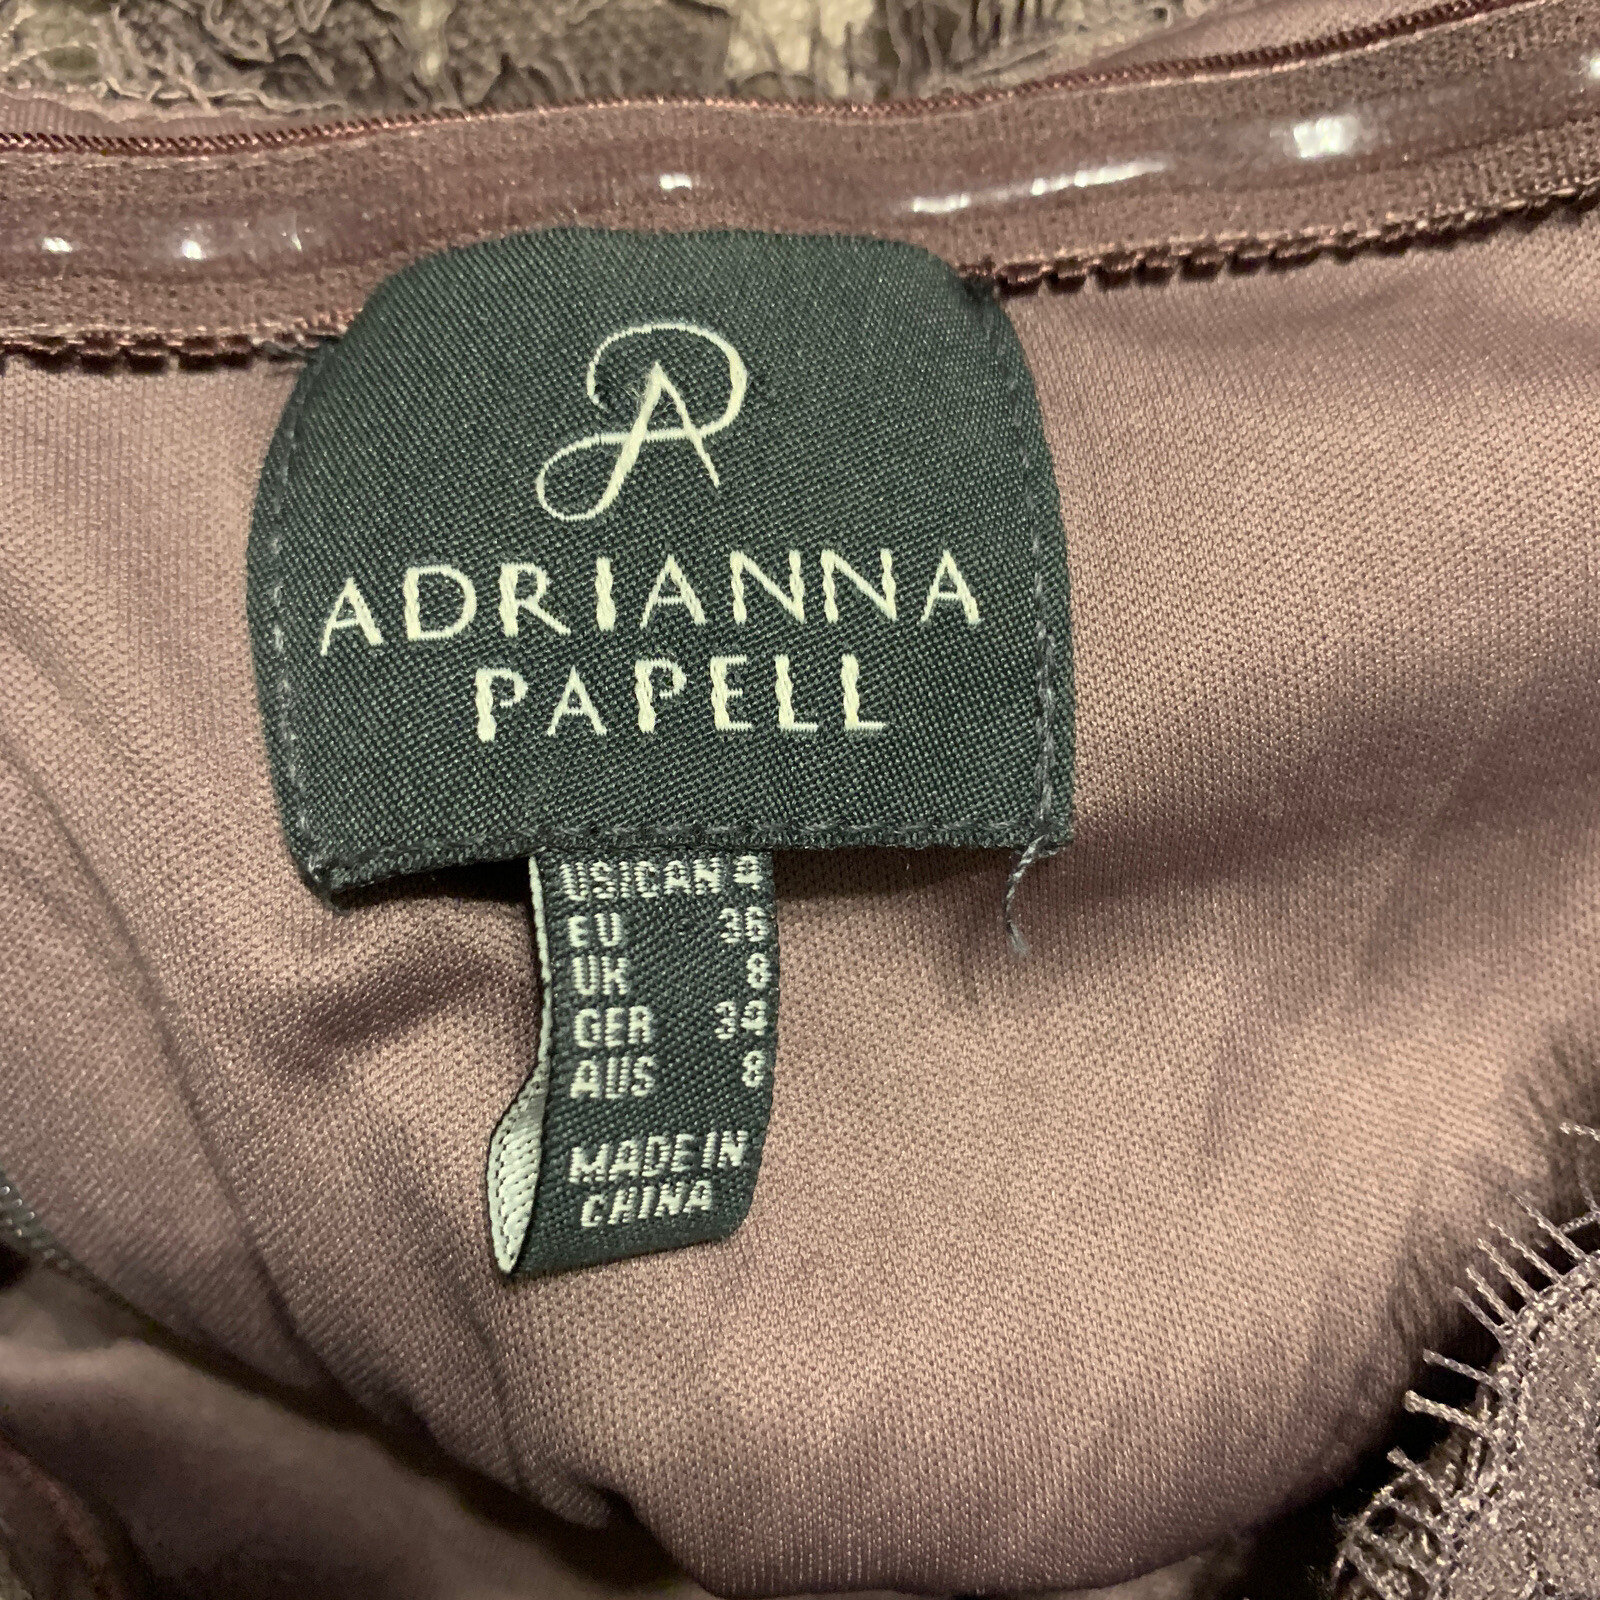 ADRIANNA
PAPELL
US/CAN 4
EU 36
UK 8
GER 34
AUS 8
MADE IN
CHINA